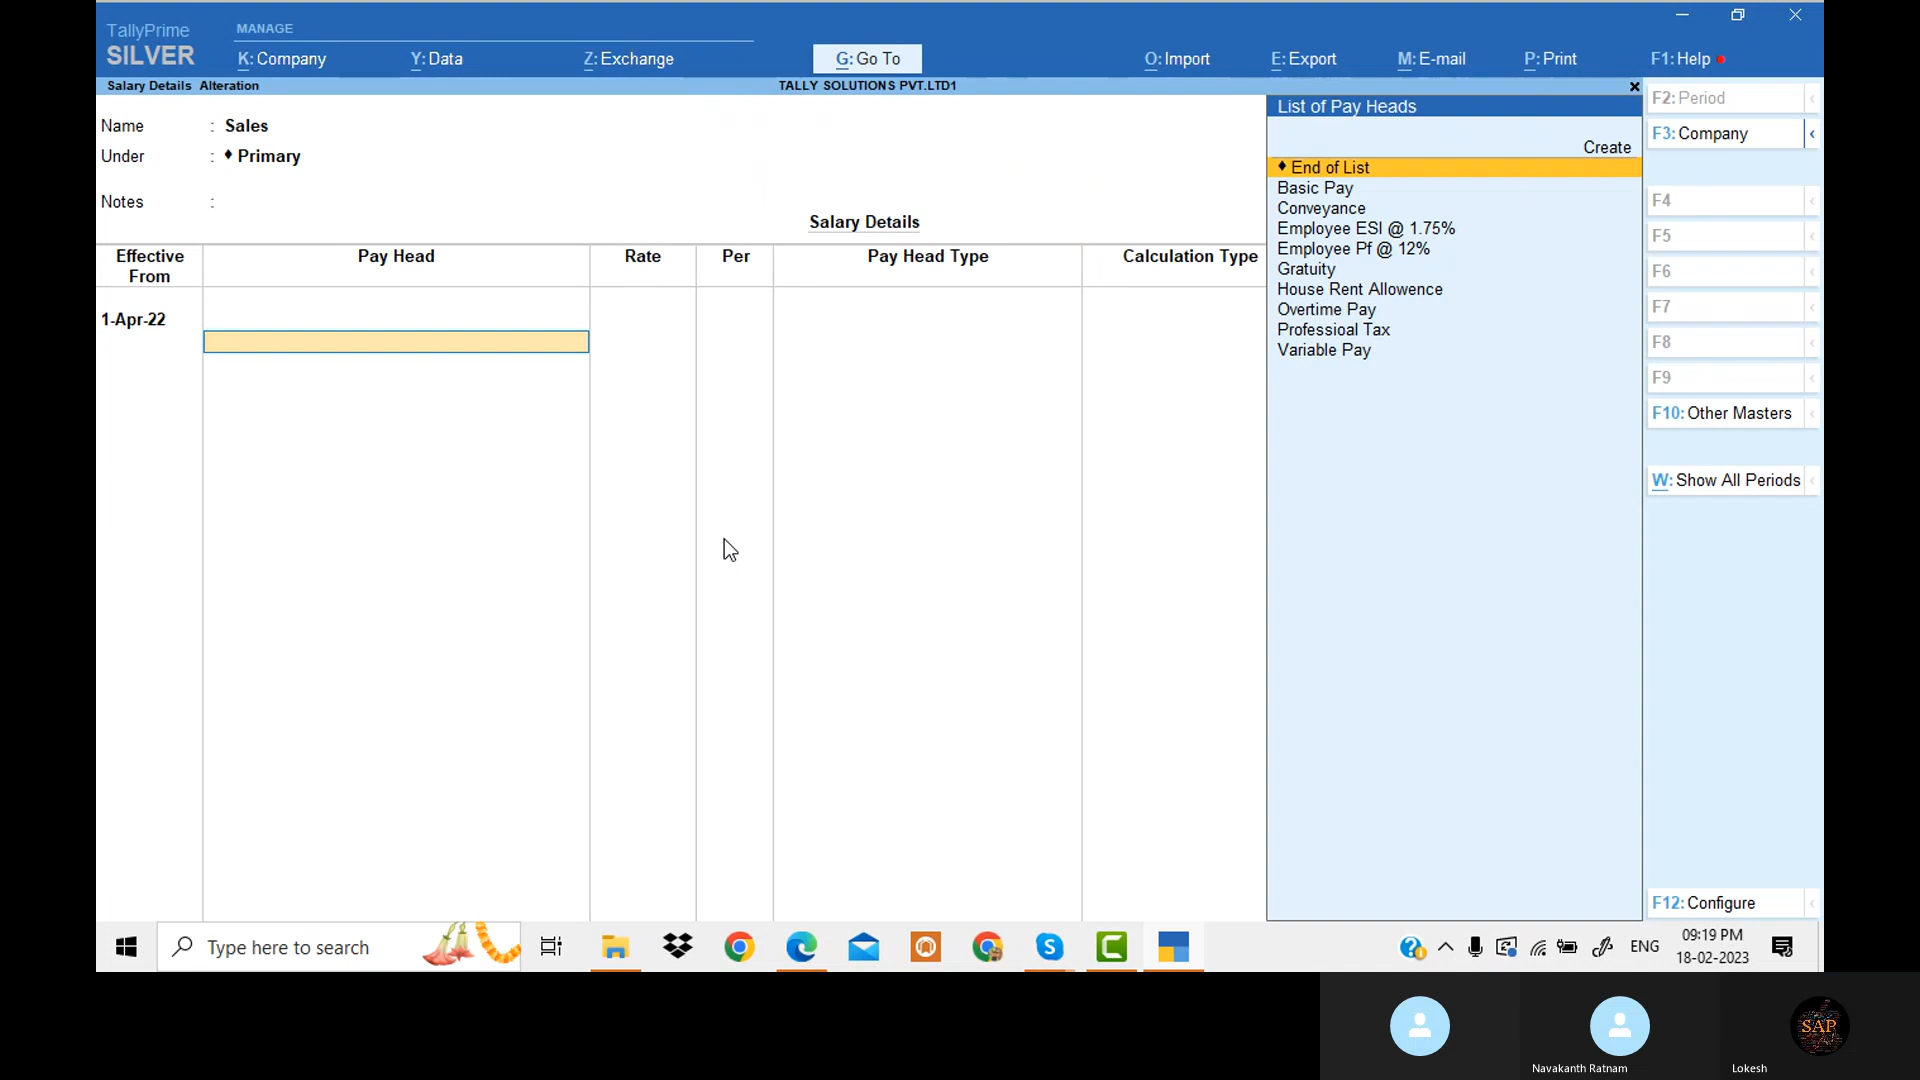 TallyPrime
SILVER
MANAGE
K: Company
Y: Data
Z: Exchange
G: Go To
O: Import
E: Export
M: E-mail
P: Print
F1: Help
Salary Details Alteration
TALLY SOLUTIONS PVT.LTD1
Name : Sales
Under : ♦ Primary
Notes :
Salary Details
Effective From
Pay Head
Rate
Per
Pay Head Type
Calculation Type
1-Apr-22
List of Pay Heads
Create
♦ End of List
Basic Pay
Conveyance
Employee ESI @ 1.75%
Employee Pf @ 12%
Gratuity
House Rent Allowence
Overtime Pay
Professioal Tax
Variable Pay
F2: Period
F3: Company
F4
F5
F6
F7
F8
F9
F10: Other Masters
W: Show All Periods
F12: Configure
Type here to search
ENG
09:19 PM
18-02-2023
SAP
Navakanth Ratnam
Lokesh